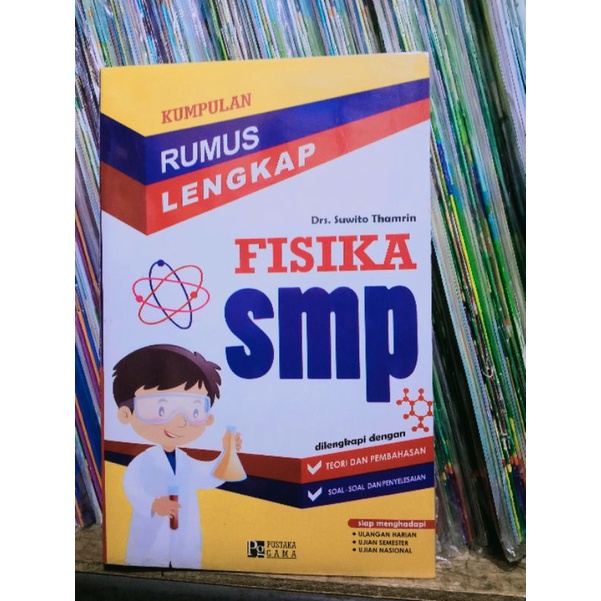 KUMPULAN
RUMUS
LENGKAP
Drs. Suwito Thamrin
FISIKA
smp
dilengkapi dengan
TEORI DAN PEMBAHASAN
SOAL-SOAL DAN PENYELESAIAN
siap menghadapi
• ULANGAN HARIAN
• UJIAN SEMESTER
• UJIAN NASIONAL
Pg PUSTAKA
GAMA